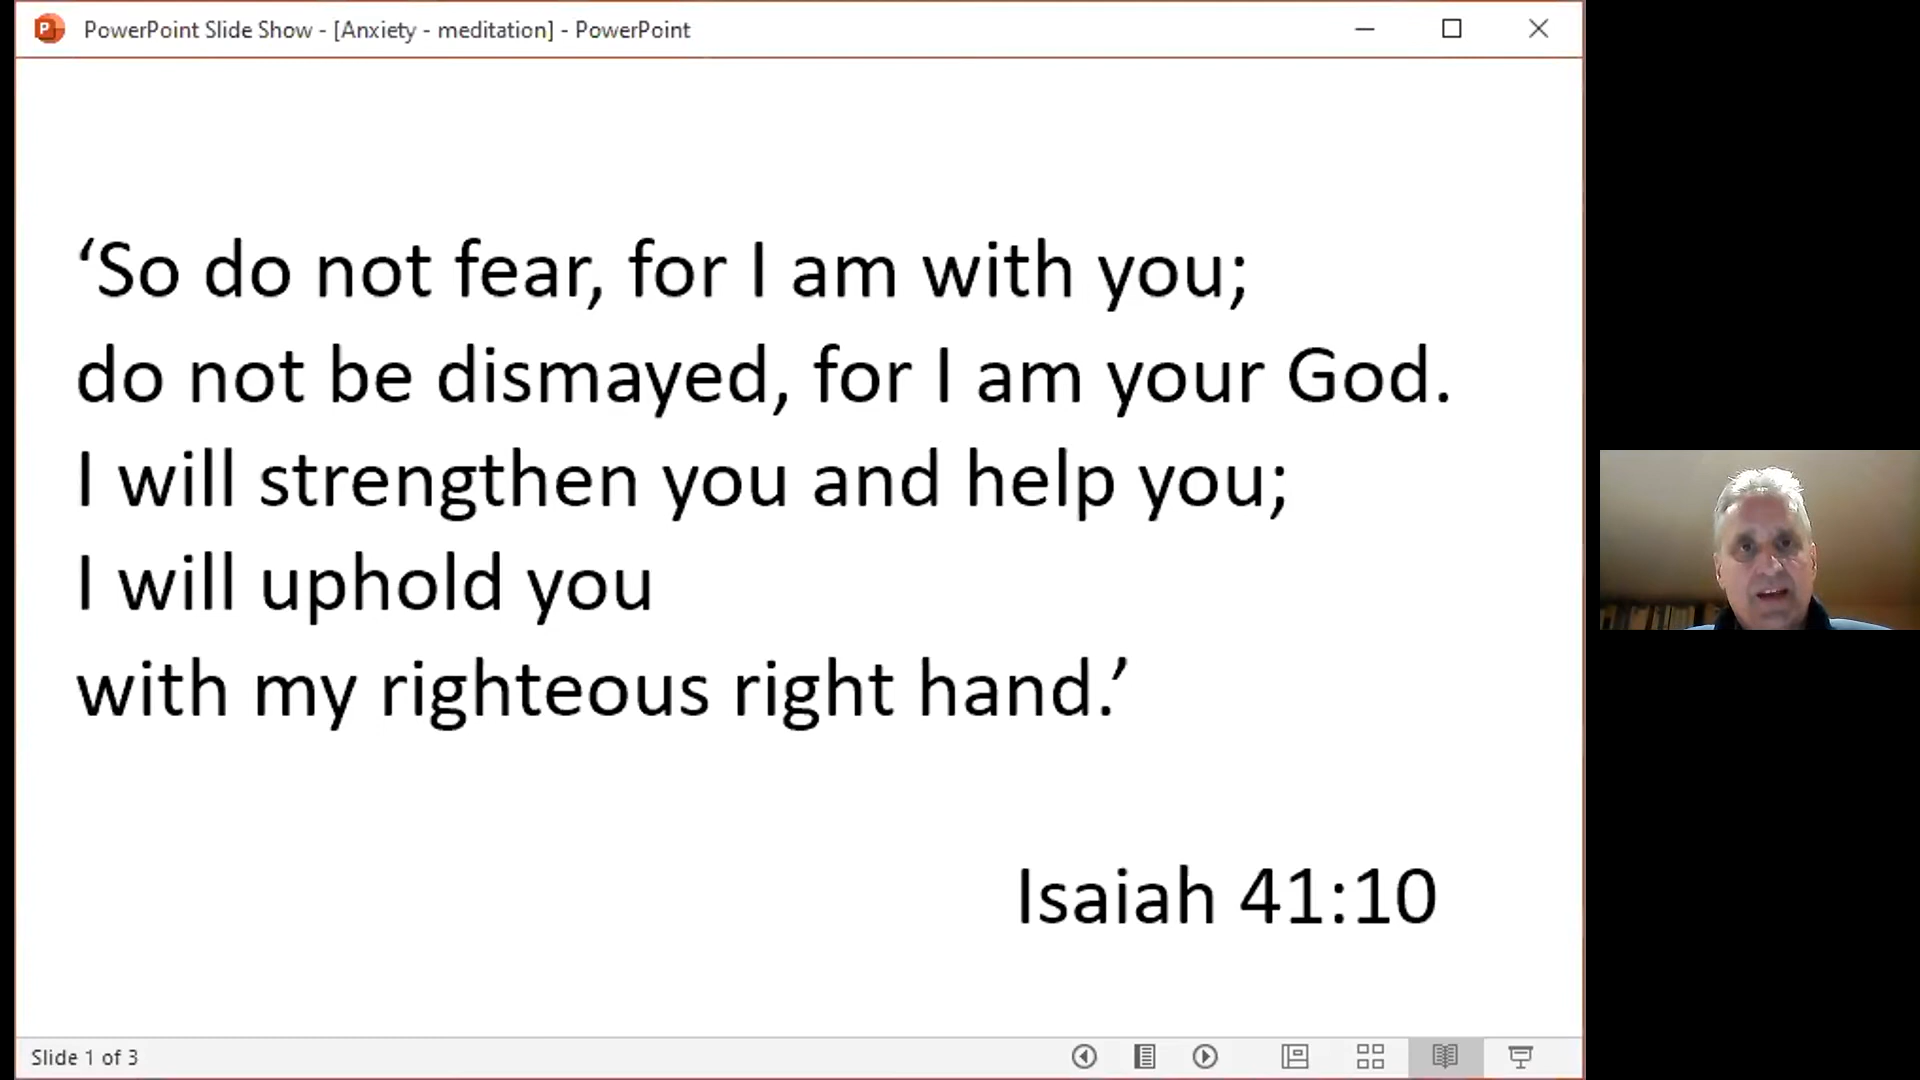 PowerPoint Slide Show - [Anxiety - meditation] - PowerPoint
‘So do not fear, for I am with you;
do not be dismayed, for I am your God.
I will strengthen you and help you;
I will uphold you
with my righteous right hand.’
Isaiah 41:10
Slide 1 of 3